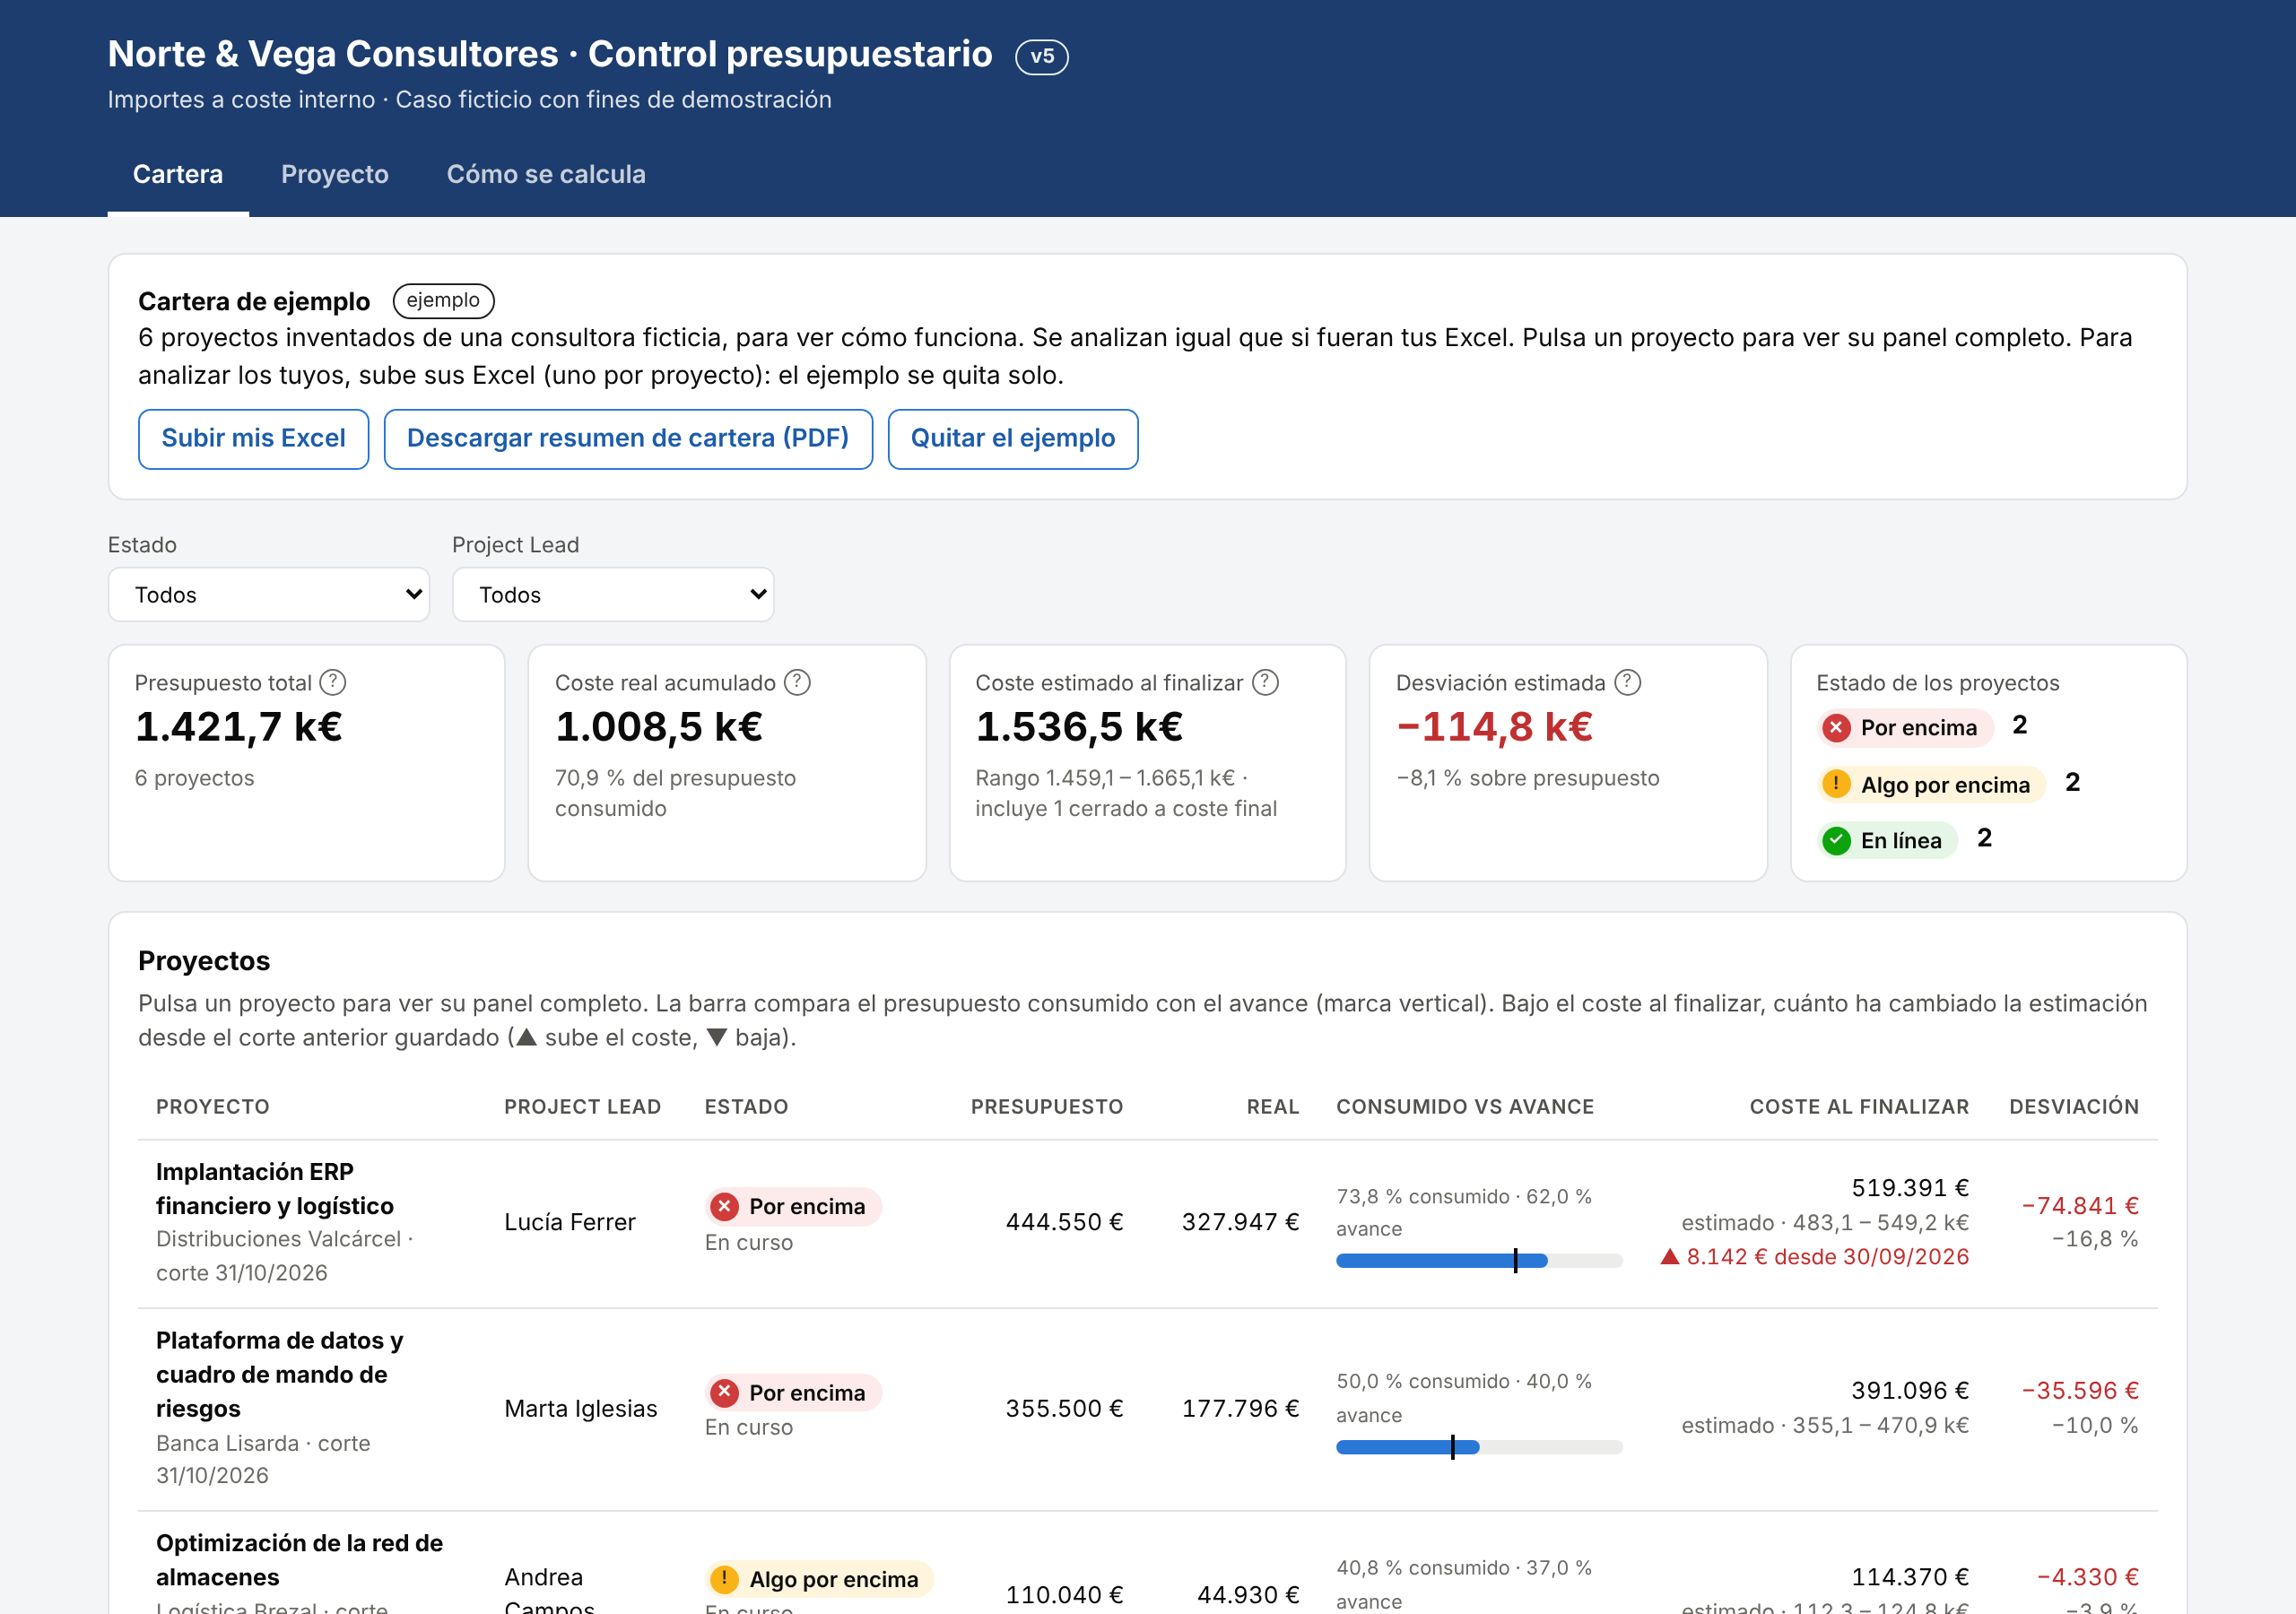 Norte & Vega Consultores · Control presupuestario v5
Importes a coste interno · Caso ficticio con fines de demostración
Cartera Proyecto Cómo se calcula
Cartera de ejemplo ejemplo
6 proyectos inventados de una consultora ficticia, para ver cómo funciona. Se analizan igual que si fueran tus Excel. Pulsa un proyecto para ver su panel completo. Para
analizar los tuyos, sube sus Excel (uno por proyecto): el ejemplo se quita solo.
Subir mis Excel Descargar resumen de cartera (PDF) Quitar el ejemplo
Estado Project Lead
Todos Todos
Presupuesto total ?
1.421,7 k€
6 proyectos
Coste real acumulado ?
1.008,5 k€
70,9 % del presupuesto
consumido
Coste estimado al finalizar ?
1.536,5 k€
Rango 1.459,1 – 1.665,1 k€ ·
incluye 1 cerrado a coste final
Desviación estimada ?
−114,8 k€
−8,1 % sobre presupuesto
Estado de los proyectos
Por encima 2
Algo por encima 2
En línea 2
Proyectos
Pulsa un proyecto para ver su panel completo. La barra compara el presupuesto consumido con el avance (marca vertical). Bajo el coste al finalizar, cuánto ha cambiado la estimación
desde el corte anterior guardado (▲ sube el coste, ▼ baja).
PROYECTO PROJECT LEAD ESTADO PRESUPUESTO REAL CONSUMIDO VS AVANCE COSTE AL FINALIZAR DESVIACIÓN
Implantación ERP
financiero y logístico
Distribuciones Valcárcel ·
corte 31/10/2026
Lucía Ferrer
Por encima
En curso
444.550 €
327.947 €
73,8 % consumido · 62,0 %
avance
519.391 €
estimado · 483,1 – 549,2 k€
▲ 8.142 € desde 30/09/2026
−74.841 €
−16,8 %
Plataforma de datos y
cuadro de mando de
riesgos
Banca Lisarda · corte
31/10/2026
Marta Iglesias
Por encima
En curso
355.500 €
177.796 €
50,0 % consumido · 40,0 %
avance
391.096 €
estimado · 355,1 – 470,9 k€
−35.596 €
−10,0 %
Optimización de la red de
almacenes
Logística Brezal · corte
Andrea
Campos
Algo por encima
En curso
110.040 €
44.930 €
40,8 % consumido · 37,0 %
avance
114.370 €
estimado · 112,3 – 124,8 k€
−4.330 €
−3,9 %